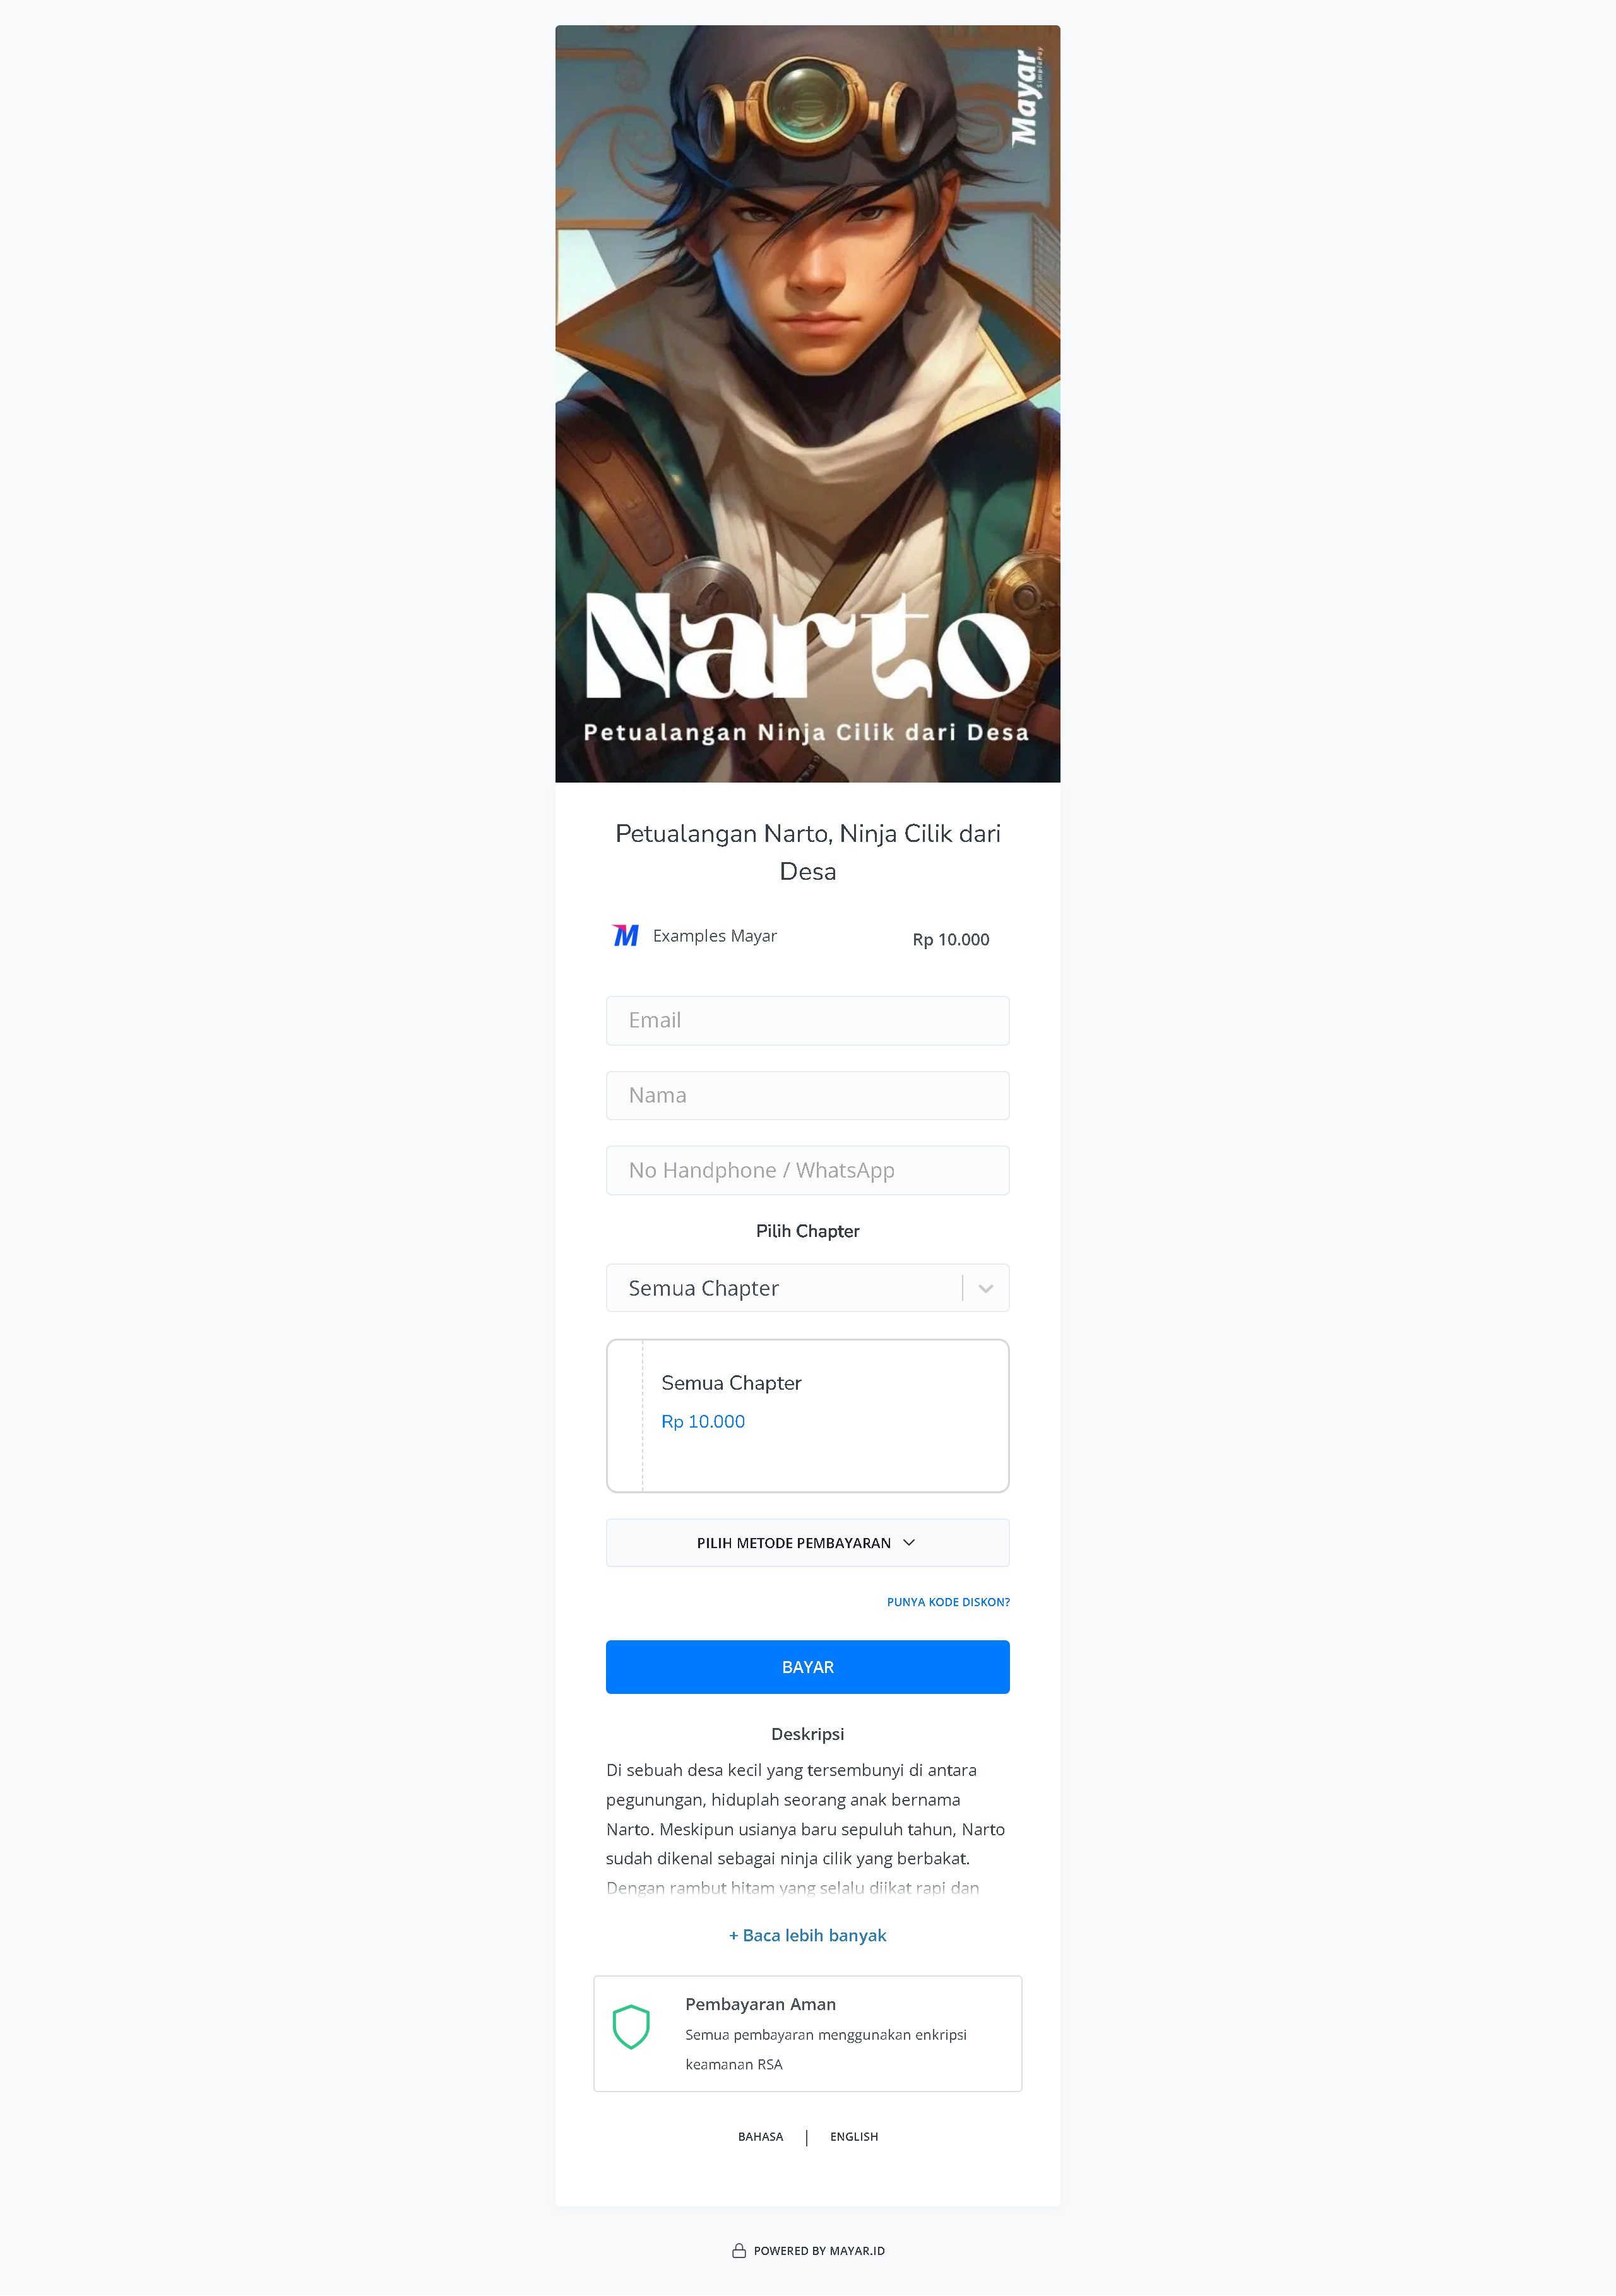 Mayar
SimplePay
Narto
Petualangan Ninja Cilik dari Desa
Petualangan Narto, Ninja Cilik dari
Desa
Examples Mayar
Rp 10.000
Email
Nama
No Handphone / WhatsApp
Pilih Chapter
Semua Chapter
Semua Chapter
Rp 10.000
PILIH METODE PEMBAYARAN
PUNYA KODE DISKON?
BAYAR
Deskripsi
Di sebuah desa kecil yang tersembunyi di antara
pegunungan, hiduplah seorang anak bernama
Narto. Meskipun usianya baru sepuluh tahun, Narto
sudah dikenal sebagai ninja cilik yang berbakat.
Dengan rambut hitam yang selalu diikat rapi dan
+ Baca lebih banyak
Pembayaran Aman
Semua pembayaran menggunakan enkripsi
keamanan RSA
BAHASA | ENGLISH
POWERED BY MAYAR.ID